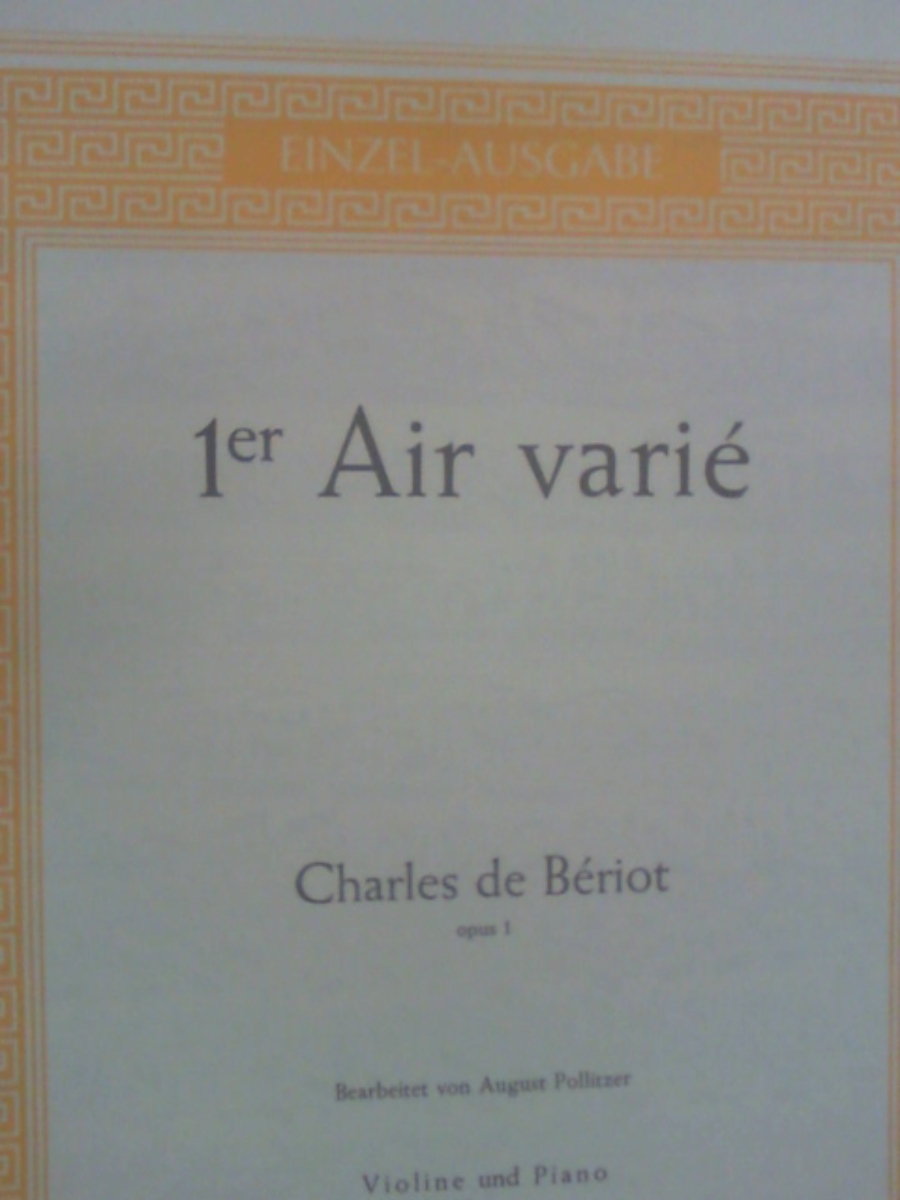 EINZEL-AUSGABE
1er Air varié
Charles de Bériot
opus 1
Bearbeitet von August Pollitzer
Violine und Piano